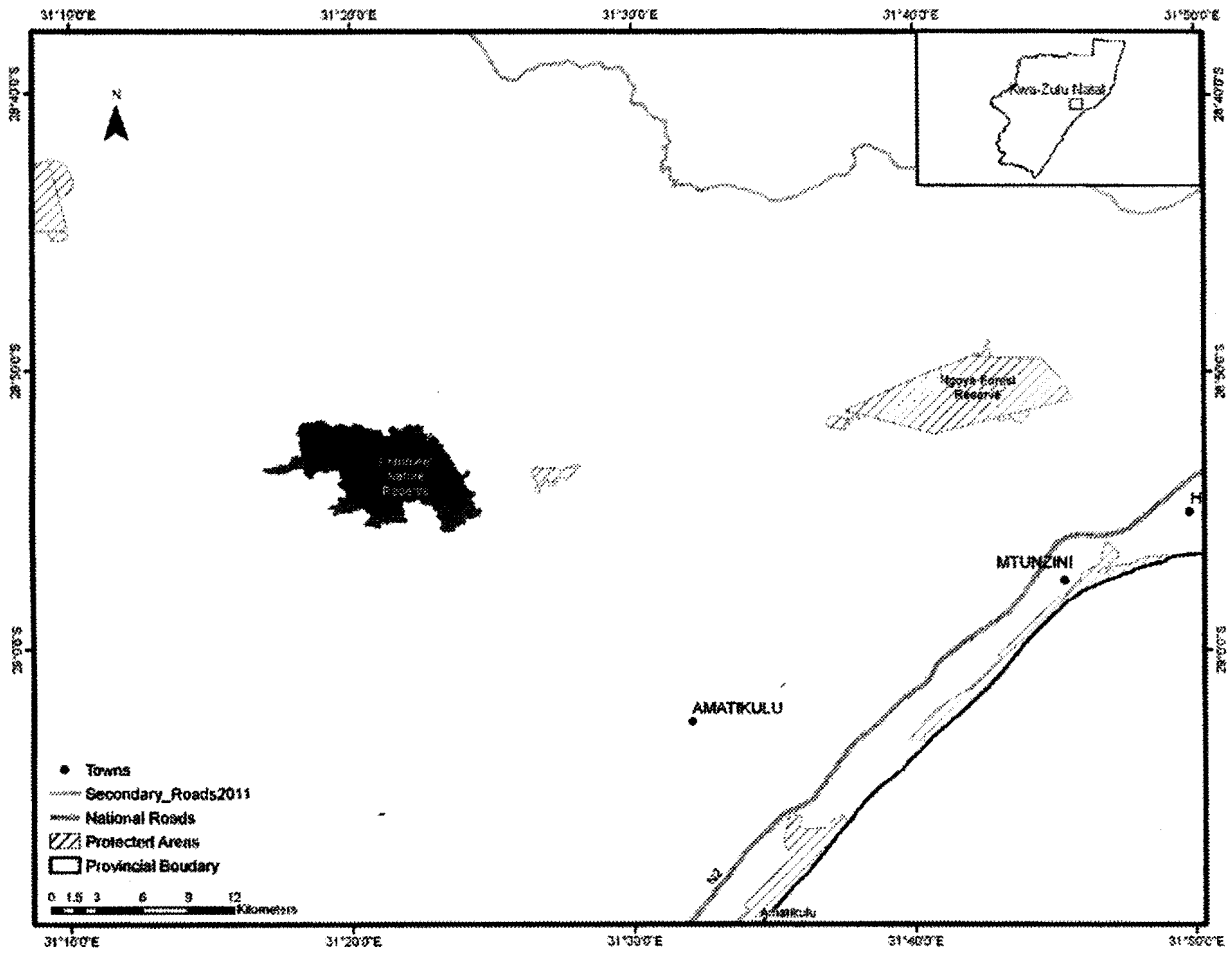 31°10'0"E
31°20'0"E
31°30'0"E
31°40'0"E
31°50'0"E
28°40'0"S
28°40'0"S
N
Kwa-Zulu Natal
28°50'0"S
28°50'0"S
Ngoye Forest
Reserve
Nature
Reserve
H
MTUNZINI
29°0'0"S
29°0'0"S
AMATIKULU
Towns
Secondary_Roads2011
National Roads
Protected Areas
Provincial Boudary
0 1.5 3 6 9 12
Kilometers
N2
Amatikulu
31°10'0"E
31°20'0"E
31°30'0"E
31°40'0"E
31°50'0"E